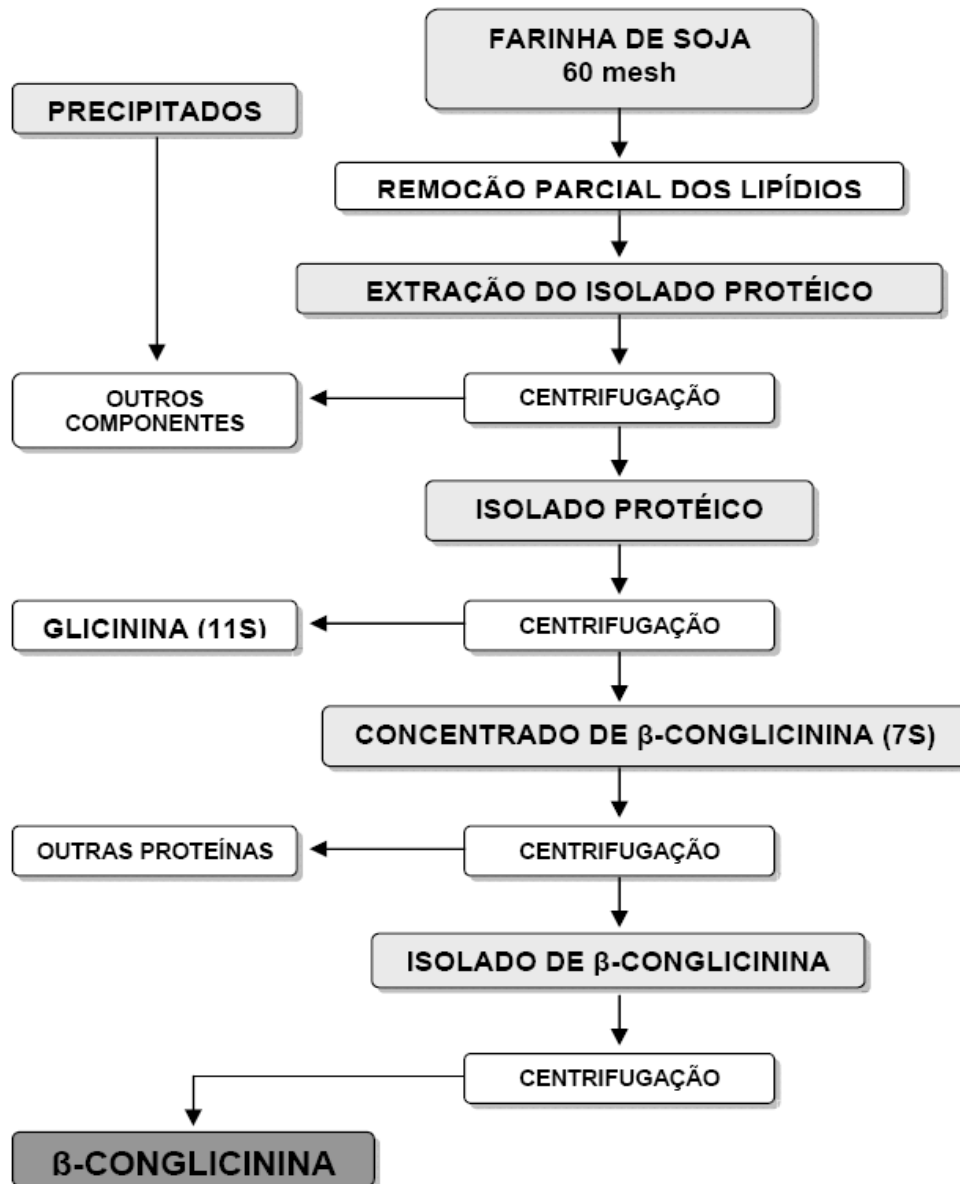 FARINHA DE SOJA
60 mesh
PRECIPITADOS
REMOCÃO PARCIAL DOS LIPÍDIOS
EXTRAÇÃO DO ISOLADO PROTÉICO
OUTROS
COMPONENTES
CENTRIFUGAÇÃO
ISOLADO PROTÉICO
GLICININA (11S)
CENTRIFUGAÇÃO
CONCENTRADO DE β-CONGLICININA (7S)
OUTRAS PROTEÍNAS
CENTRIFUGAÇÃO
ISOLADO DE β-CONGLICININA
CENTRIFUGAÇÃO
ß-CONGLICININA